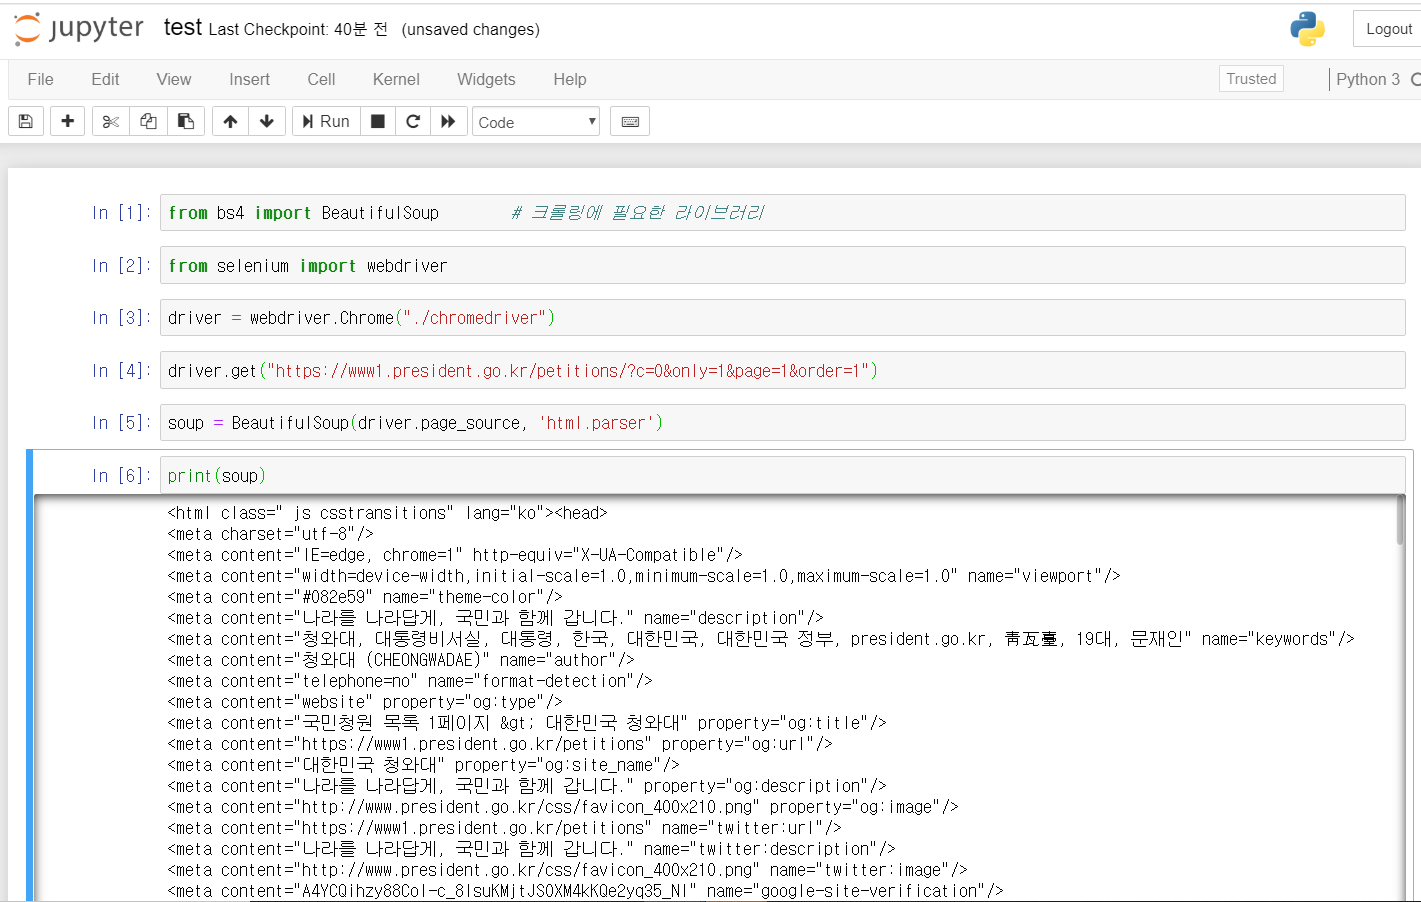 jupyter test Last Checkpoint: 40분 전 (unsaved changes) Logout
File Edit View Insert Cell Kernel Widgets Help Trusted Python 3
Run Code
In [1]: from bs4 import BeautifulSoup # 크롤링에 필요한 라이브러리
In [2]: from selenium import webdriver
In [3]: driver = webdriver.Chrome("./chromedriver")
In [4]: driver.get("https://www1.president.go.kr/petitions/?c=0&only=1&page=1&order=1")
In [5]: soup = BeautifulSoup(driver.page_source, 'html.parser')
In [6]: print(soup)
<html class=" js csstransitions" lang="ko"><head>
<meta charset="utf-8"/>
<meta content="IE=edge, chrome=1" http-equiv="X-UA-Compatible"/>
<meta content="width=device-width,initial-scale=1.0,minimum-scale=1.0,maximum-scale=1.0" name="viewport"/>
<meta content="#082e59" name="theme-color"/>
<meta content="나라를 나라답게, 국민과 함께 갑니다." name="description"/>
<meta content="청와대, 대통령비서실, 대통령, 한국, 대한민국, 대한민국 정부, president.go.kr, 靑瓦臺, 19대, 문재인" name="keywords"/>
<meta content="청와대 (CHEONGWADAE)" name="author"/>
<meta content="telephone=no" name="format-detection"/>
<meta content="website" property="og:type"/>
<meta content="국민청원 목록 1페이지 &gt; 대한민국 청와대" property="og:title"/>
<meta content="https://www1.president.go.kr/petitions" property="og:url"/>
<meta content="대한민국 청와대" property="og:site_name"/>
<meta content="나라를 나라답게, 국민과 함께 갑니다." property="og:description"/>
<meta content="http://www.president.go.kr/css/favicon_400x210.png" property="og:image"/>
<meta content="https://www1.president.go.kr/petitions" name="twitter:url"/>
<meta content="나라를 나라답게, 국민과 함께 갑니다." name="twitter:description"/>
<meta content="http://www.president.go.kr/css/favicon_400x210.png" name="twitter:image"/>
<meta content="A4YCQihzy88CoI-c_8IsuKMjtJSOXM4kKQe2yq35_NI" name="google-site-verification"/>